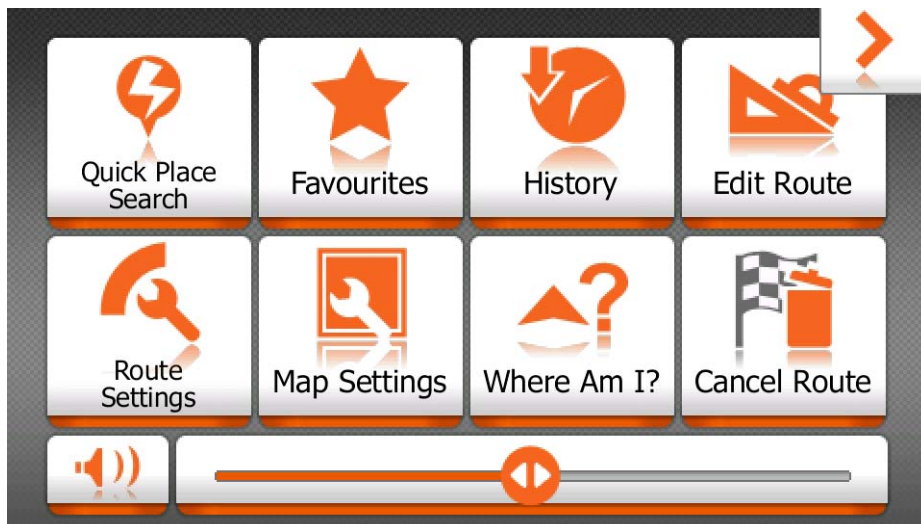 Quick Place
Search
Favourites
History
Edit Route
Route
Settings
Map Settings
Where Am I?
Cancel Route